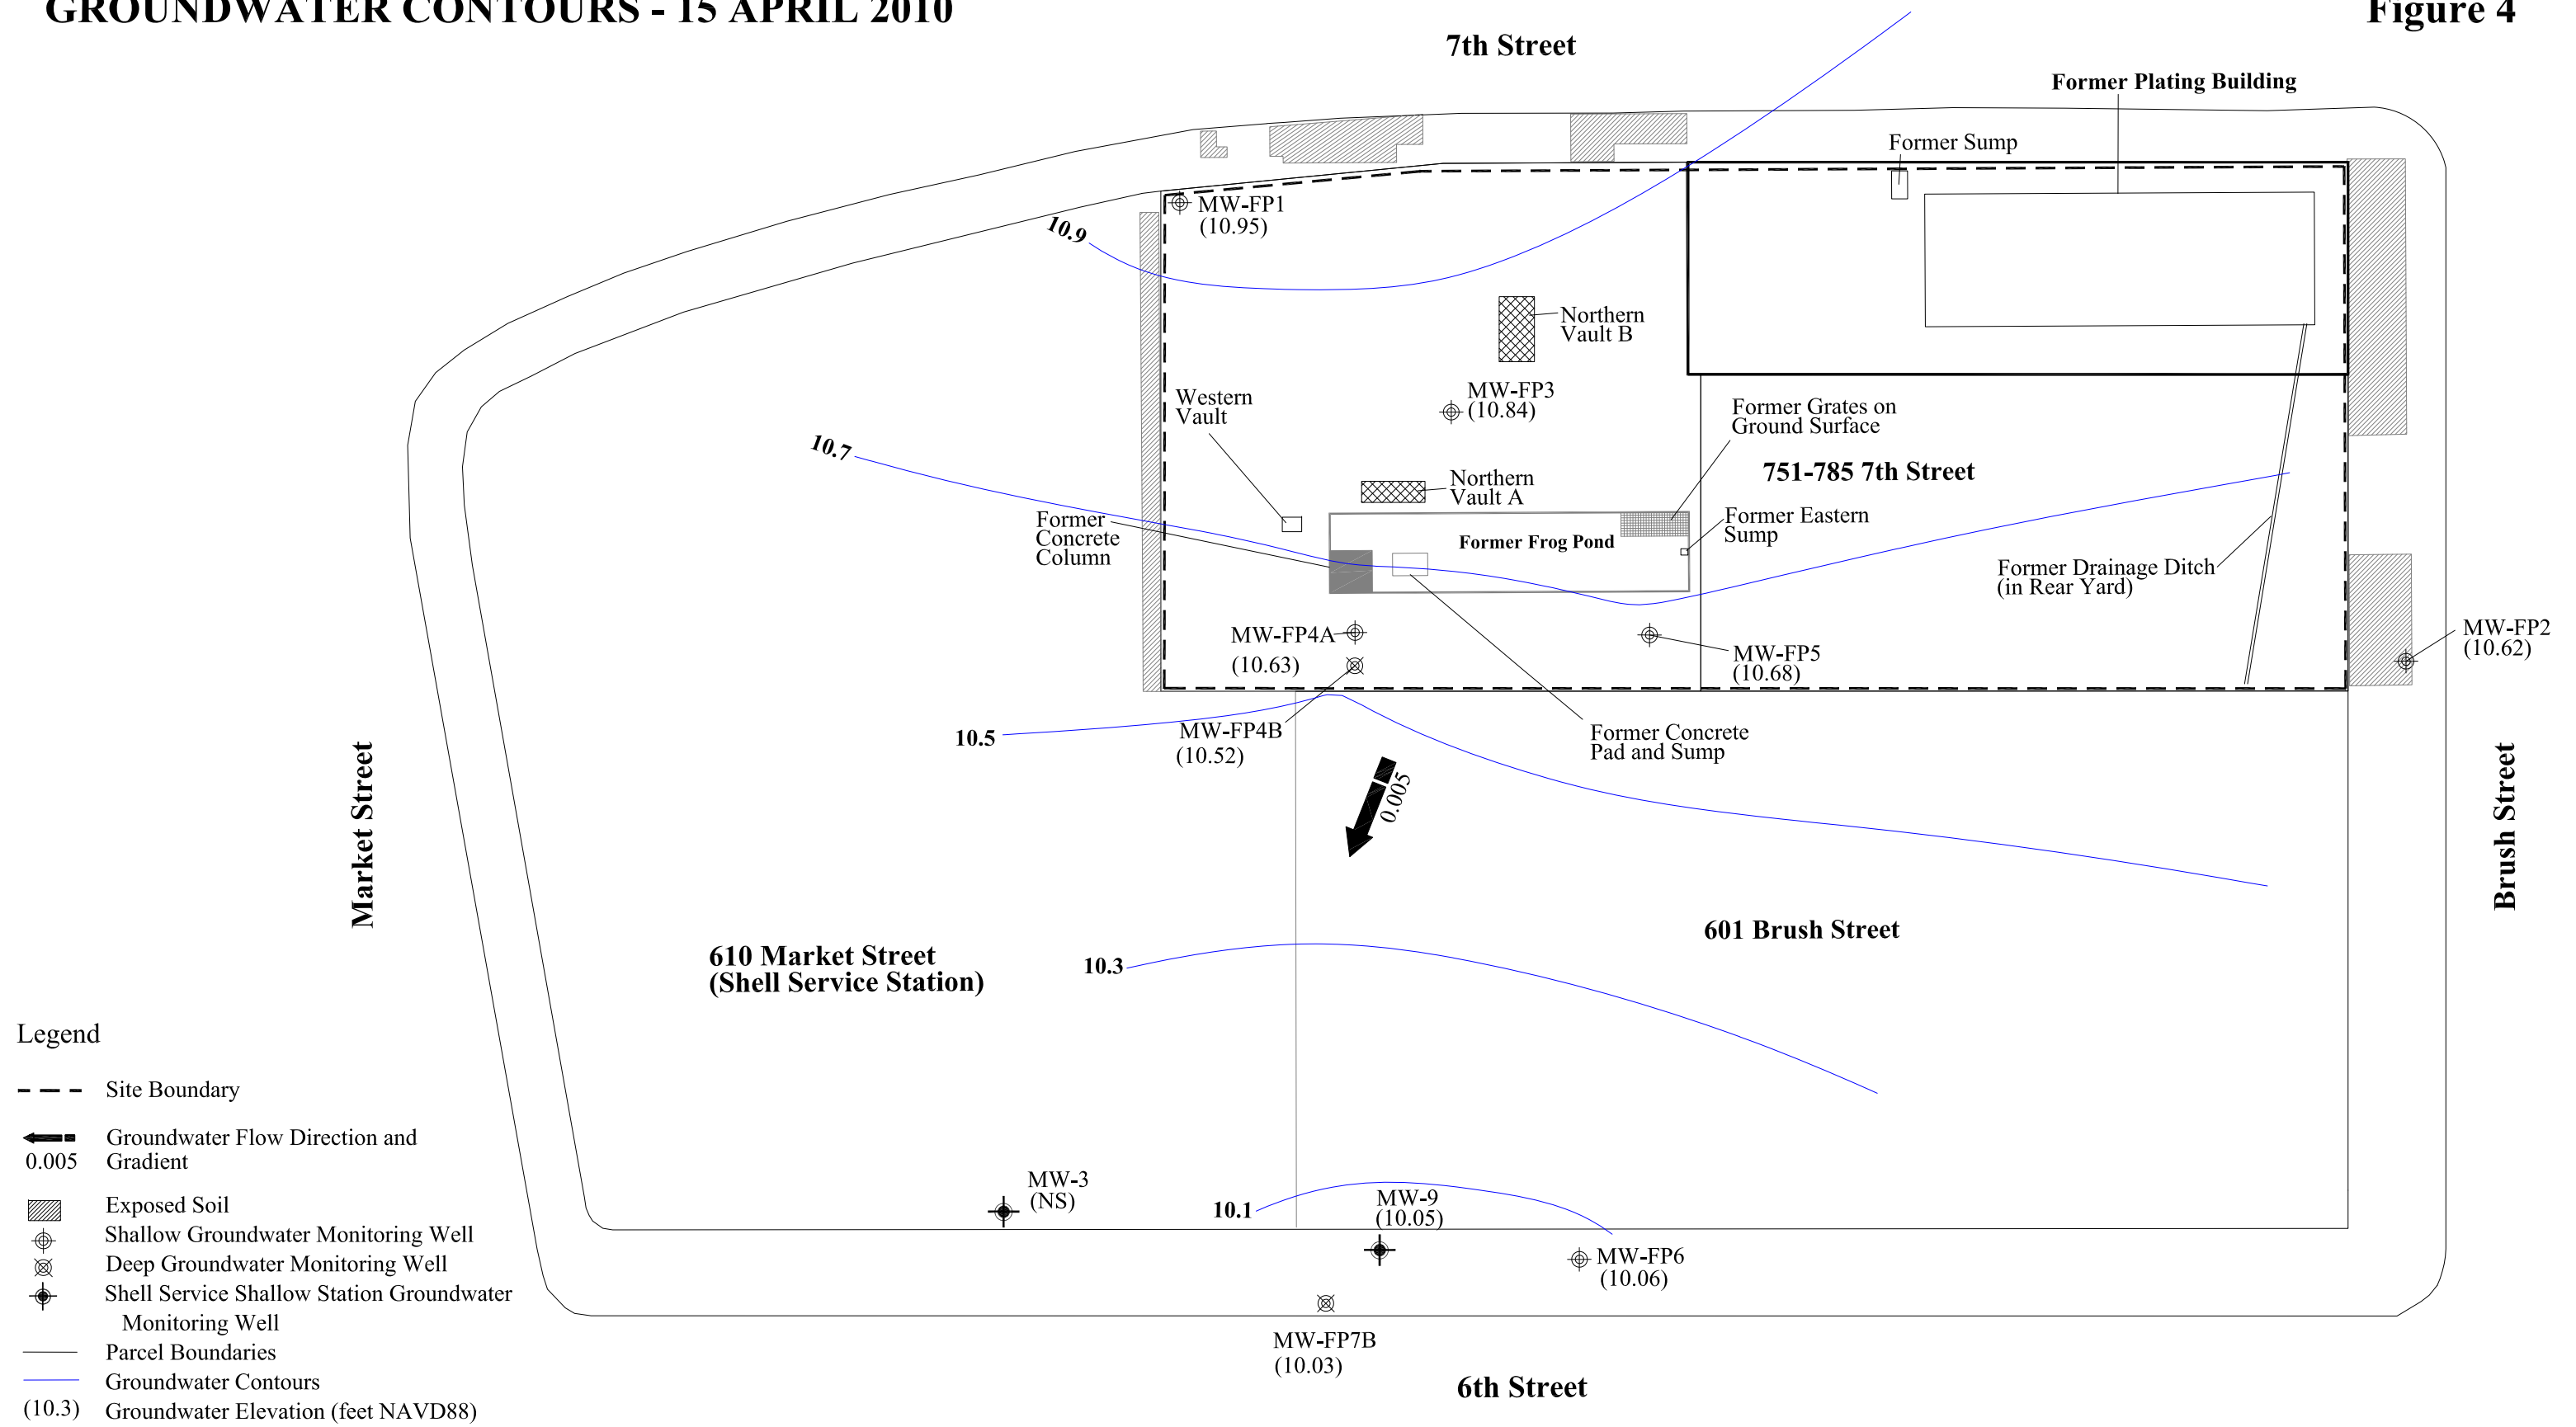 GROUNDWATER CONTOURS - 15 APRIL 2010
Figure 4
7th Street
Former Plating Building
Former Sump
MW-FP1
(10.95)
10.9
Northern
Vault B
MW-FP3
(10.84)
Western
Vault
Former Grates on
Ground Surface
10.7
751-785 7th Street
Northern
Vault A
Former
Concrete
Column
Former Frog Pond
Former Eastern
Sump
Former Drainage Ditch
(in Rear Yard)
MW-FP4A
(10.63)
MW-FP5
(10.68)
MW-FP2
(10.62)
10.5
MW-FP4B
(10.52)
Former Concrete
Pad and Sump
0.005
Market Street
Brush Street
601 Brush Street
610 Market Street
(Shell Service Station)
10.3
MW-3
(NS)
10.1
MW-9
(10.05)
MW-FP6
(10.06)
MW-FP7B
(10.03)
6th Street
Legend
Site Boundary
Groundwater Flow Direction and
0.005 Gradient
Exposed Soil
Shallow Groundwater Monitoring Well
Deep Groundwater Monitoring Well
Shell Service Shallow Station Groundwater
Monitoring Well
Parcel Boundaries
Groundwater Contours
(10.3) Groundwater Elevation (feet NAVD88)